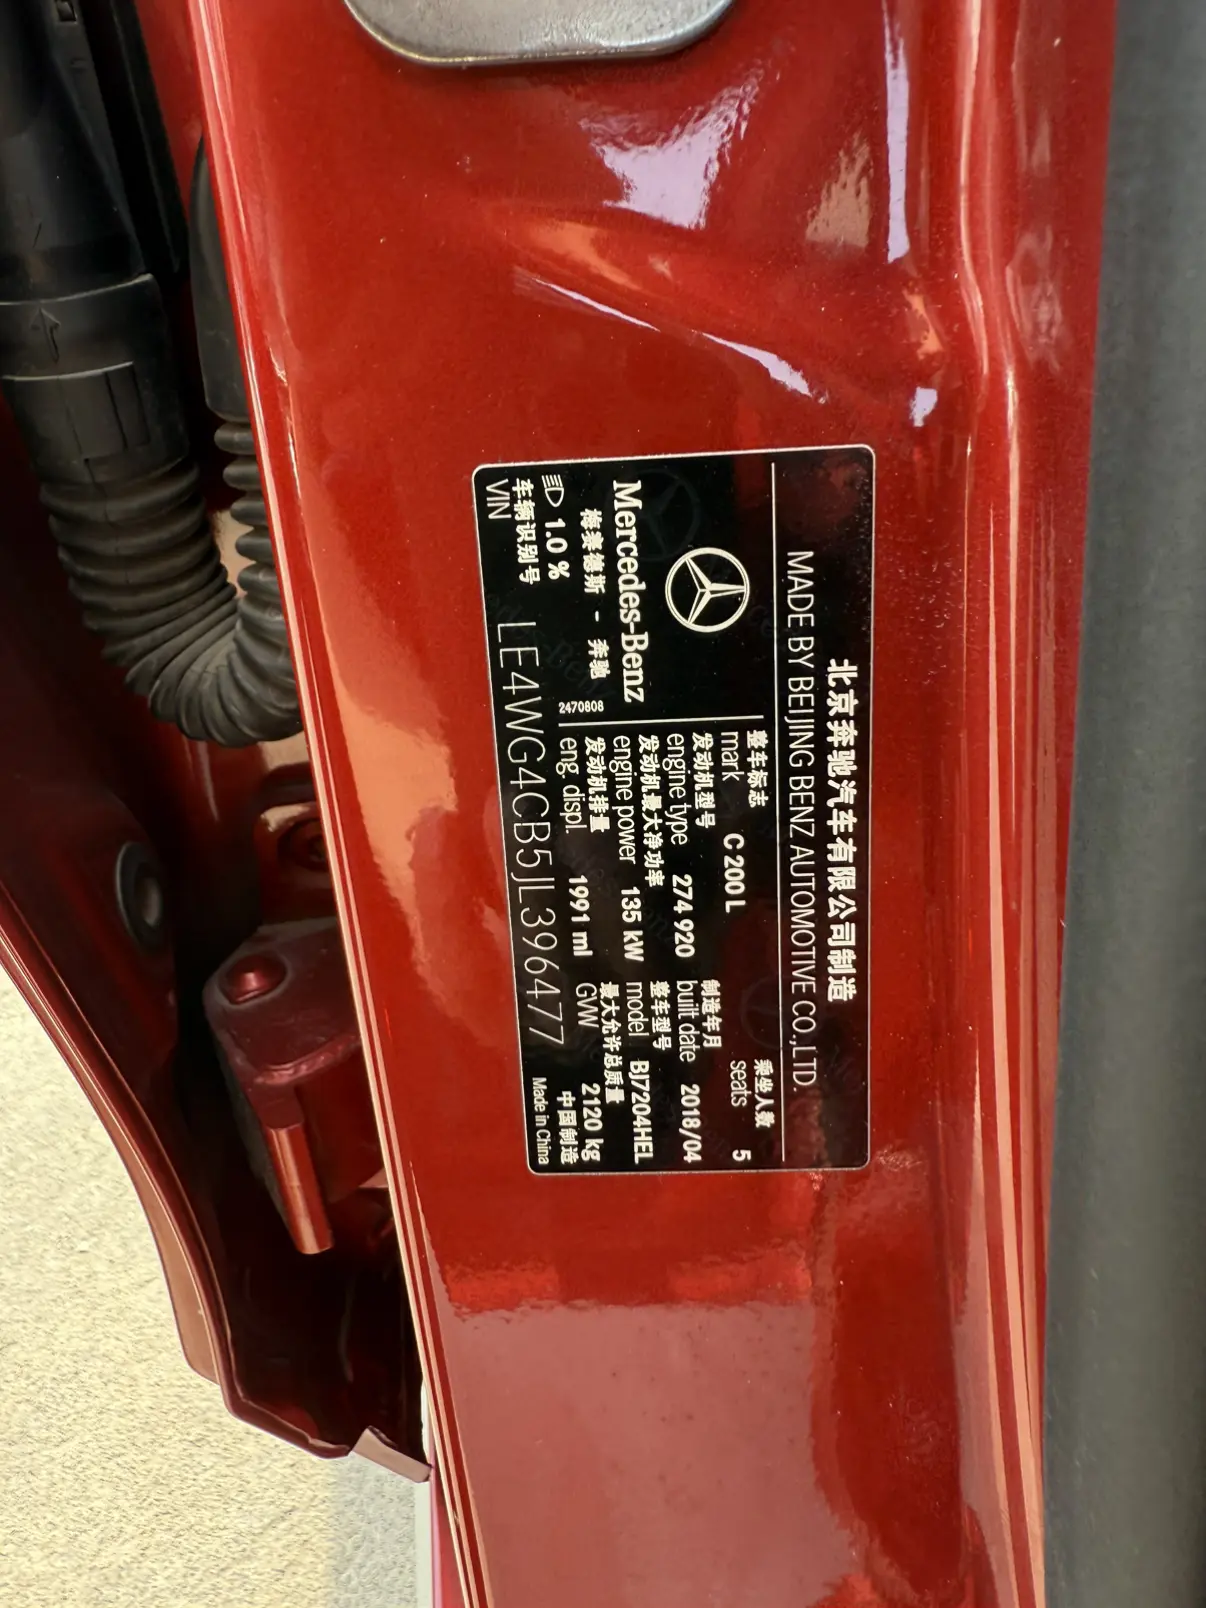 北京奔驰汽车有限公司制造
MADE BY BEIJING BENZ AUTOMOTIVE CO.,LTD.
Mercedes-Benz
梅赛德斯 - 奔驰
1.0 %
2470808
整车标志
mark C 200 L
乘坐人数
seats 5
发动机型号
engine type 274 920
制造年月
built date 2018/04
发动机最大净功率
engine power 135 kW
整车型号
model BJ7204HEL
发动机排量
eng. displ. 1991 ml
最大允许总质量
GVW 2120 kg
车辆识别号
VIN LE4WG4CB5JL396477
中国制造
Made in China